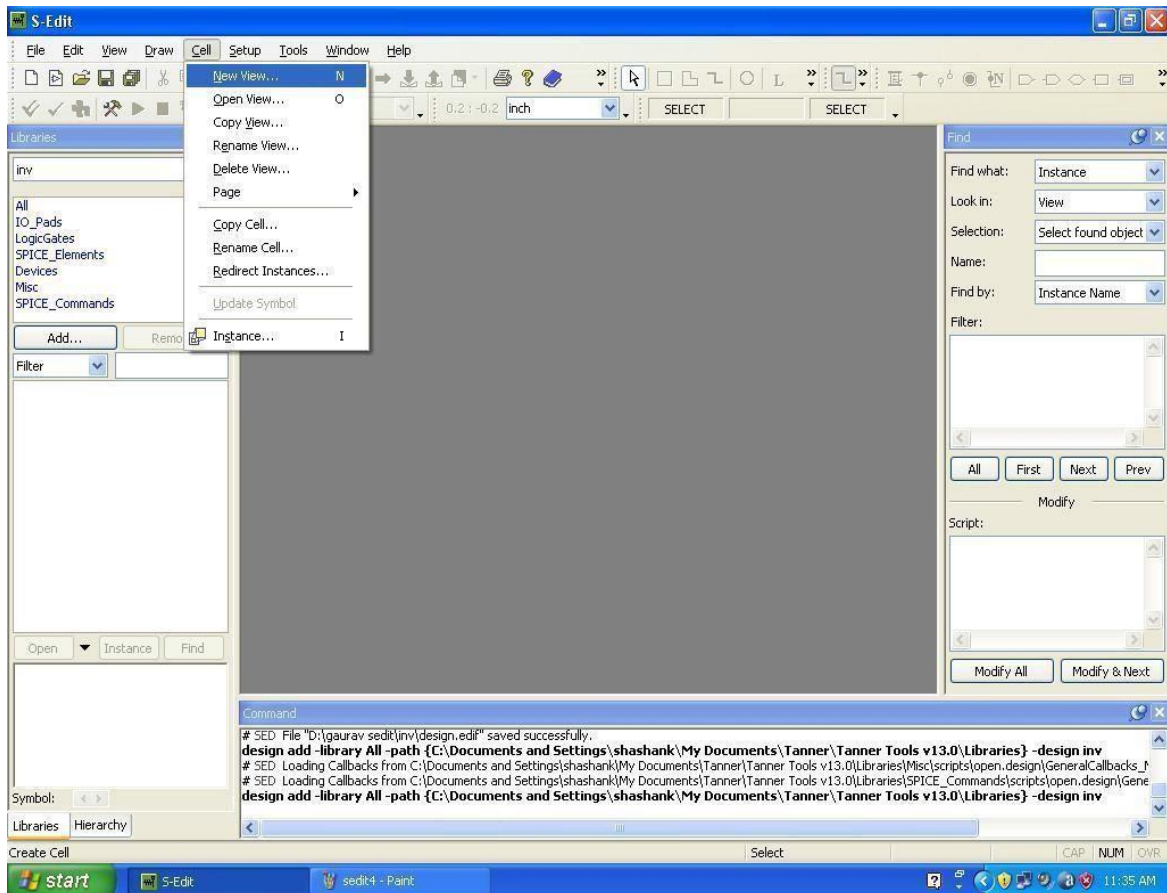 S-Edit
File Edit View Draw Cell Setup Tools Window Help
0.2 : -0.2 inch SELECT SELECT
New View... N
Open View... O
Copy View...
Rename View...
Delete View...
Page
Copy Cell...
Rename Cell...
Redirect Instances...
Update Symbol
Instance... I
Libraries
inv
All
IO_Pads
LogicGates
SPICE_Elements
Devices
Misc
SPICE_Commands
Add... Remo
Filter
Open Instance Find
Symbol:
Libraries Hierarchy
Find
Find what: Instance
Look in: View
Selection: Select found object
Name:
Find by: Instance Name
Filter:
All First Next Prev
Modify
Script:
Modify All Modify & Next
Command
# SED File "D:\gaurav sedit\inv\design.edif" saved successfully.
design add -library All -path {C:\Documents and Settings\shashank\My Documents\Tanner\Tanner Tools v13.0\Libraries} -design inv
# SED Loading Callbacks from C:\Documents and Settings\shashank\My Documents\Tanner\Tanner Tools v13.0\Libraries\Misc\scripts\open.design\GeneralCallbacks_
# SED Loading Callbacks from C:\Documents and Settings\shashank\My Documents\Tanner\Tanner Tools v13.0\Libraries\SPICE_Commands\scripts\open.design\Gene
design add -library All -path {C:\Documents and Settings\shashank\My Documents\Tanner\Tanner Tools v13.0\Libraries} -design inv
Create Cell Select CAP NUM OVR
start S-Edit sedit4 - Paint 11:35 AM